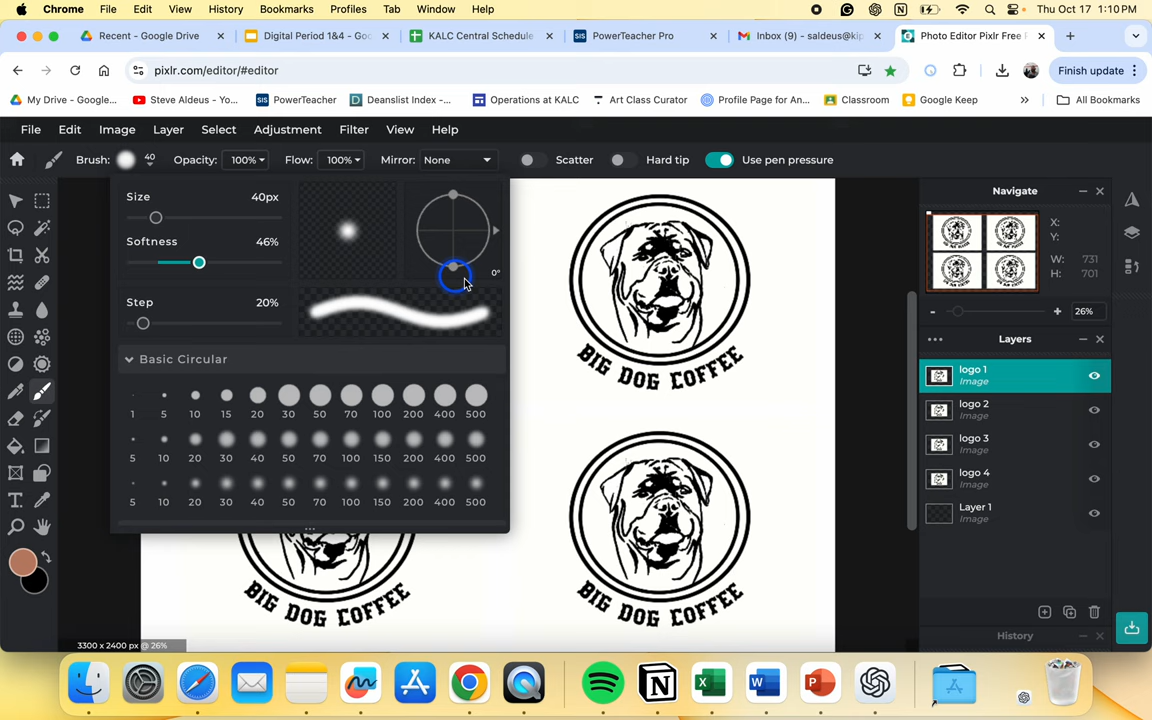 Chrome File Edit View History Bookmarks Profiles Tab Window Help Thu Oct 17 1:10 PM
Recent - Google Drive Digital Period 1&4 - Goo KALC Central Schedule PowerTeacher Pro Inbox (9) - saldeus@kip Photo Editor Pixlr Free
pixlr.com/editor/#editor Finish update
My Drive - Google... Steve Aldeus - Yo... PowerTeacher Deanslist Index -... Operations at KALC Art Class Curator Profile Page for An... Classroom Google Keep » All Bookmarks
File Edit Image Layer Select Adjustment Filter View Help
Brush: 40 Opacity: 100% Flow: 100% Mirror: None Scatter Hard tip Use pen pressure
Size 40px
Softness 46%
0°
Step 20%
Basic Circular
1 5 10 15 20 30 50 70 100 200 400 500
5 10 20 30 40 50 70 100 150 200 400 500
5 10 20 30 40 50 70 100 150 200 400 500
BIG DOG COFFEE
BIG DOG COFFEE
BIG DOG COFFEE
3300 x 2400 px @ 26%
Navigate
X:
Y:
W: 731
H: 701
- + 26%
Layers
logo 1
Image
logo 2
Image
logo 3
Image
logo 4
Image
Layer 1
Image
History